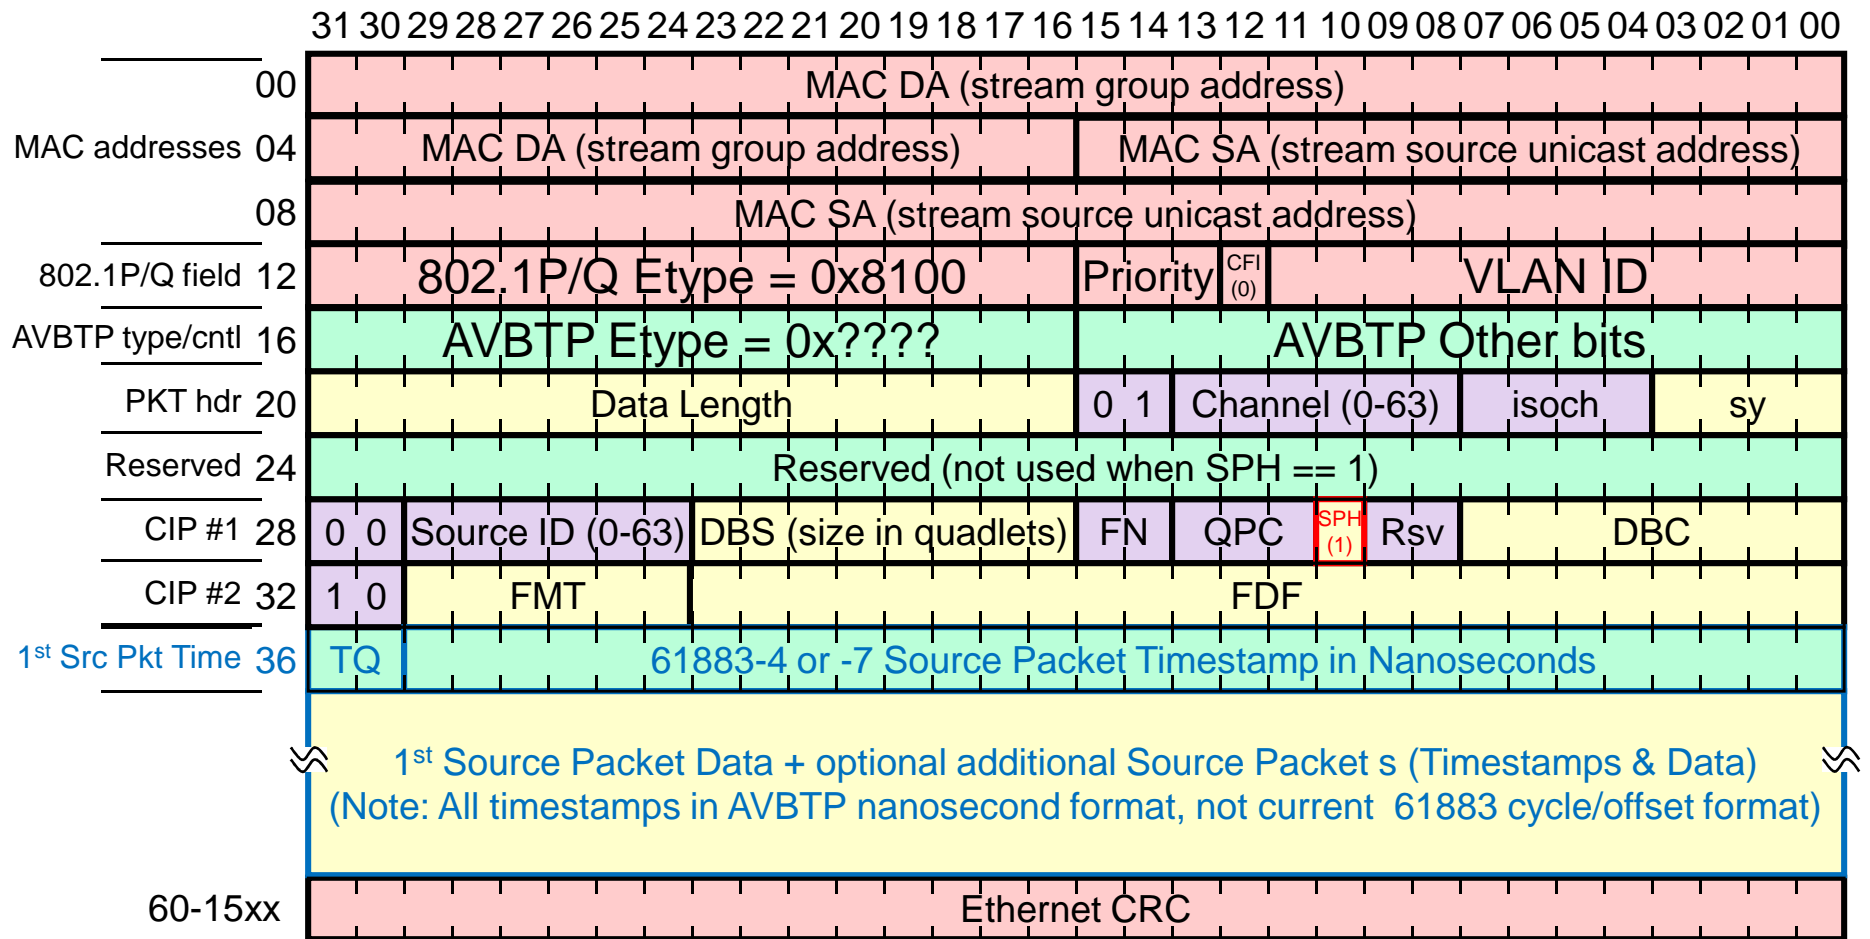 31 30 29 28 27 26 25 24 23 22 21 20 19 18 17 16 15 14 13 12 11 10 09 08 07 06 05 04 03 02 01 00
00 MAC DA (stream group address)
MAC addresses 04 MAC DA (stream group address) MAC SA (stream source unicast address)
08 MAC SA (stream source unicast address)
802.1P/Q field 12 802.1P/Q Etype = 0x8100 Priority CFI (0) VLAN ID
AVBTP type/cntl 16 AVBTP Etype = 0x???? AVBTP Other bits
PKT hdr 20 Data Length 0 1 Channel (0-63) isoch sy
Reserved 24 Reserved (not used when SPH == 1)
CIP #1 28 0 0 Source ID (0-63) DBS (size in quadlets) FN QPC SPH (1) Rsv DBC
CIP #2 32 1 0 FMT FDF
1st Src Pkt Time 36 TQ 61883-4 or -7 Source Packet Timestamp in Nanoseconds
1st Source Packet Data + optional additional Source Packet s (Timestamps & Data)
(Note: All timestamps in AVBTP nanosecond format, not current 61883 cycle/offset format)
60-15xx Ethernet CRC